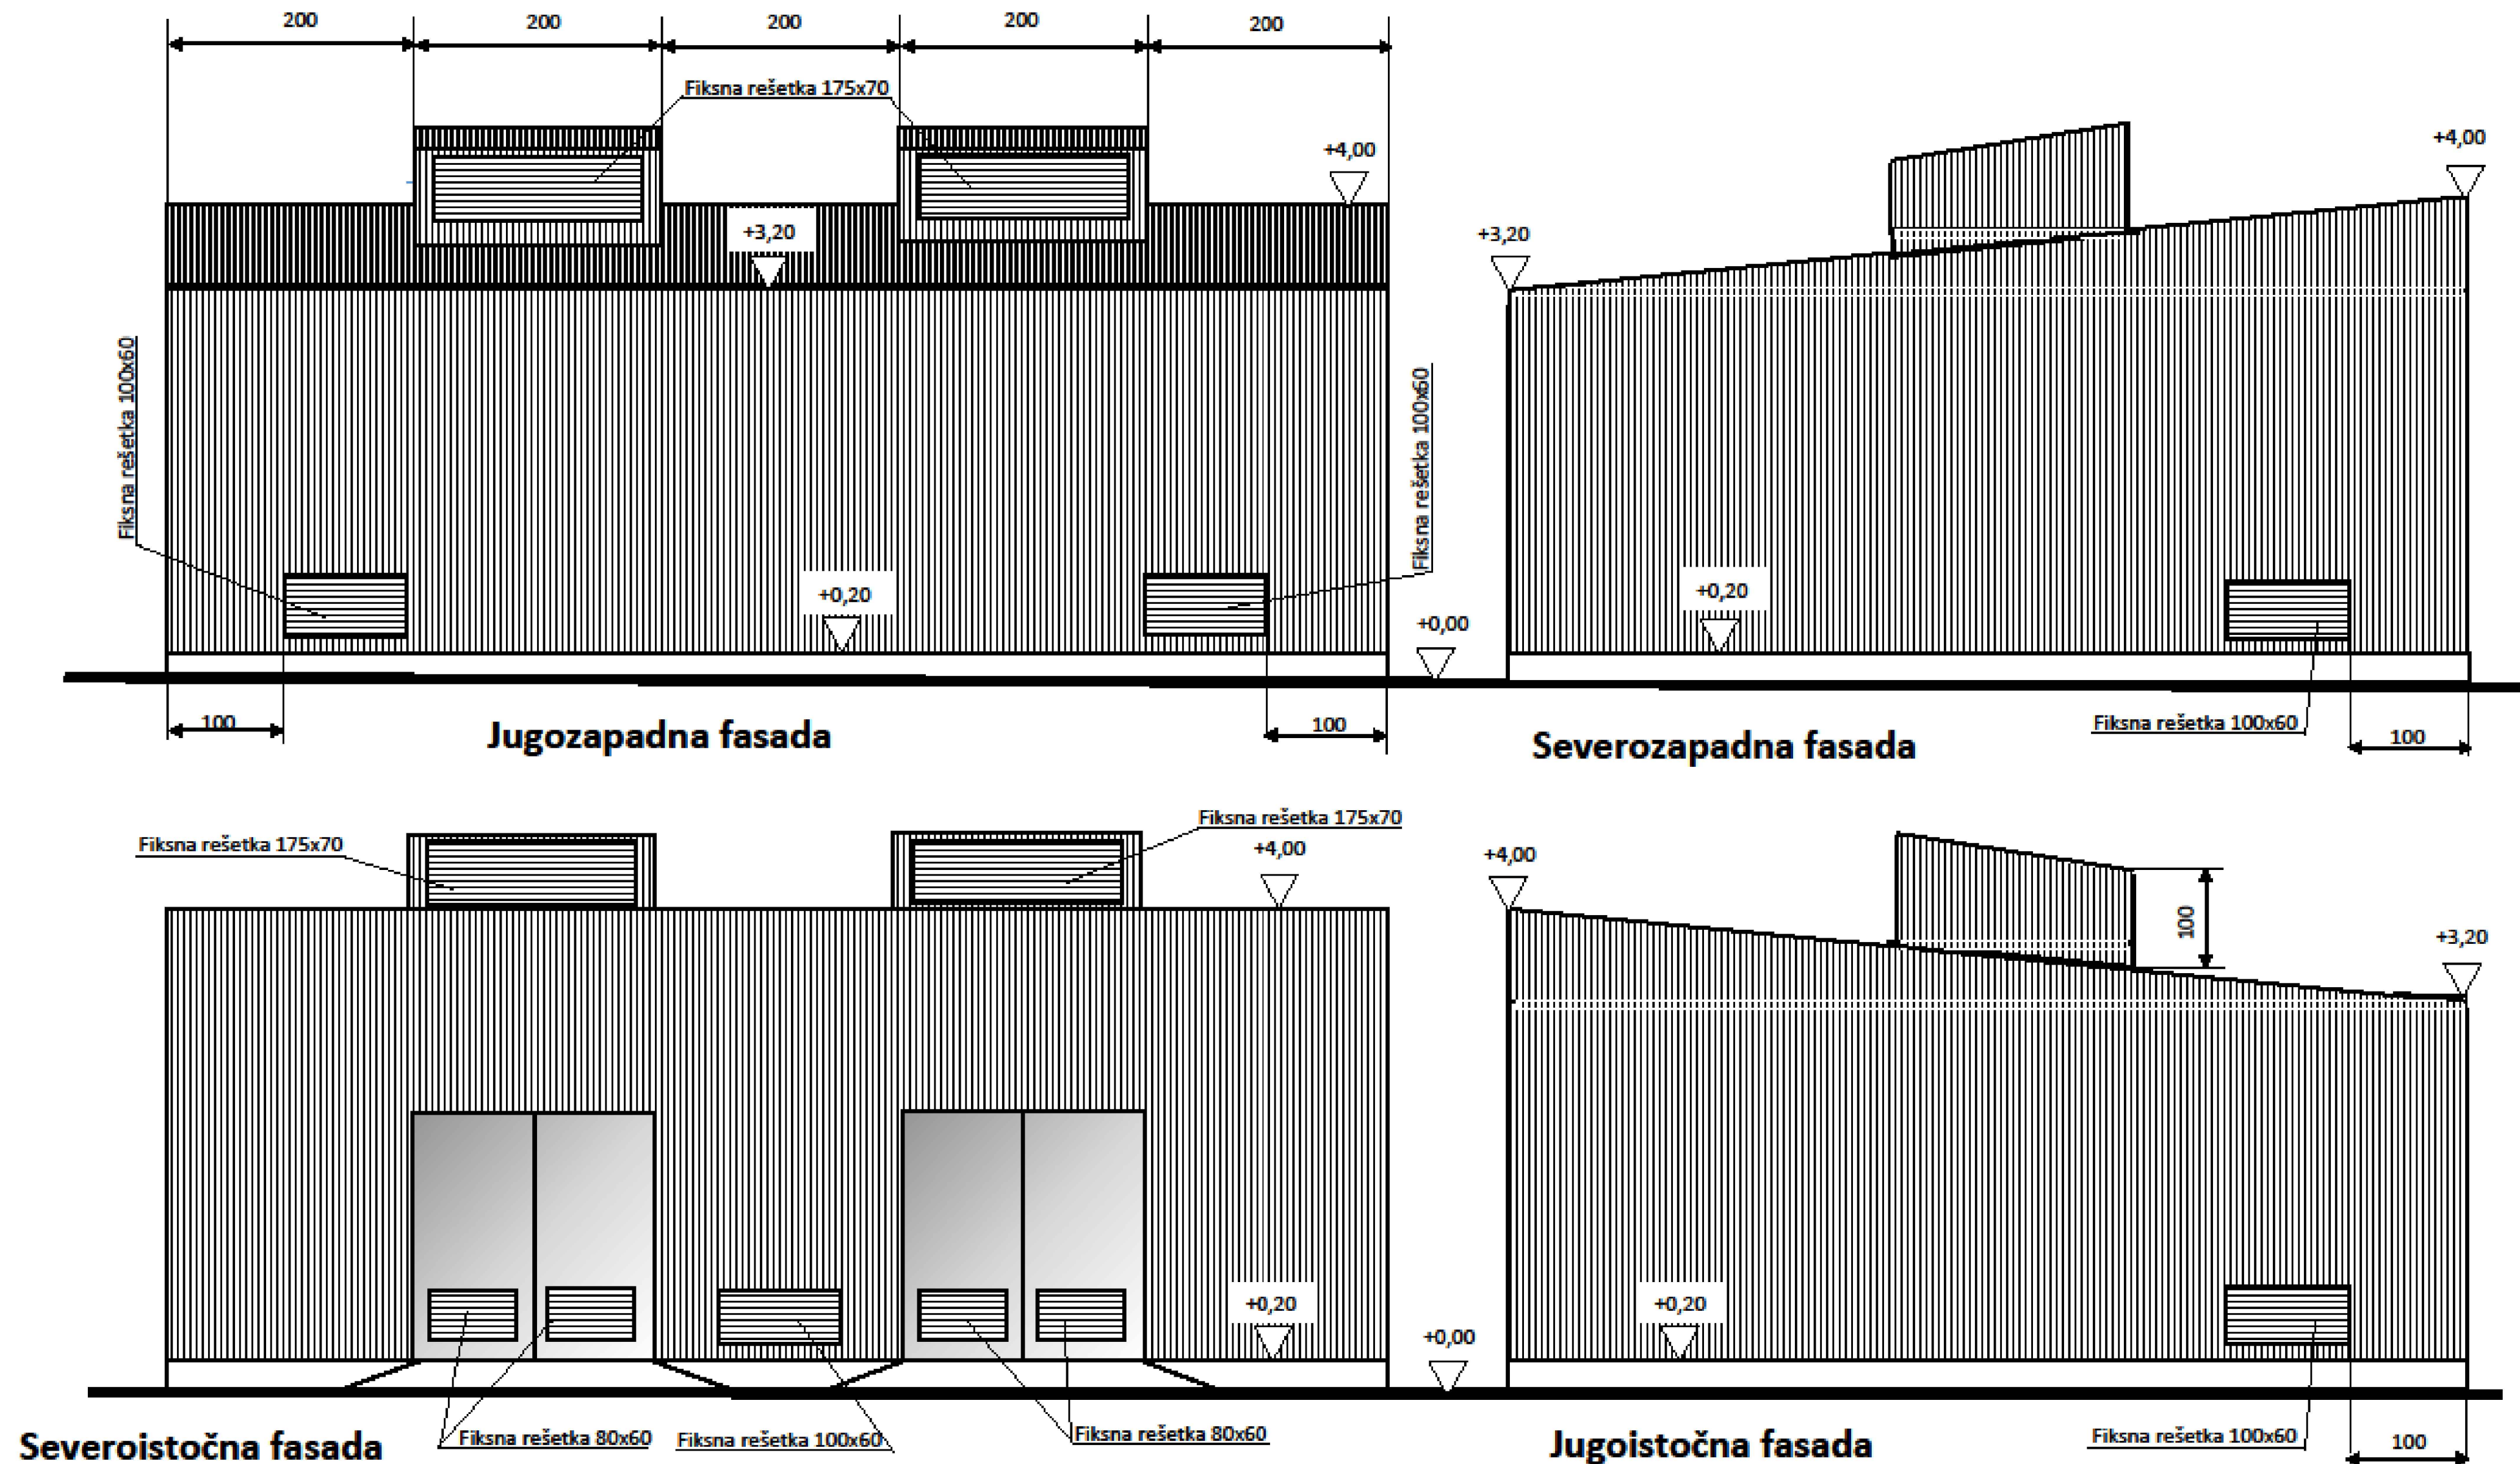 200
200
200
200
200
Fiksna rešetka 175x70
+4,00
+3,20
Fiksna rešetka 100x60
Fiksna rešetka 100x60
+0,20
+0,00
100
100
Jugozapadna fasada
+4,00
+3,20
+0,20
Fiksna rešetka 100x60
100
Severozapadna fasada
Fiksna rešetka 175x70
Fiksna rešetka 175x70
+4,00
+0,20
+0,00
Fiksna rešetka 80x60
Fiksna rešetka 100x60
Fiksna rešetka 80x60
Severoistočna fasada
+4,00
100
+3,20
+0,20
Fiksna rešetka 100x60
100
Jugoistočna fasada